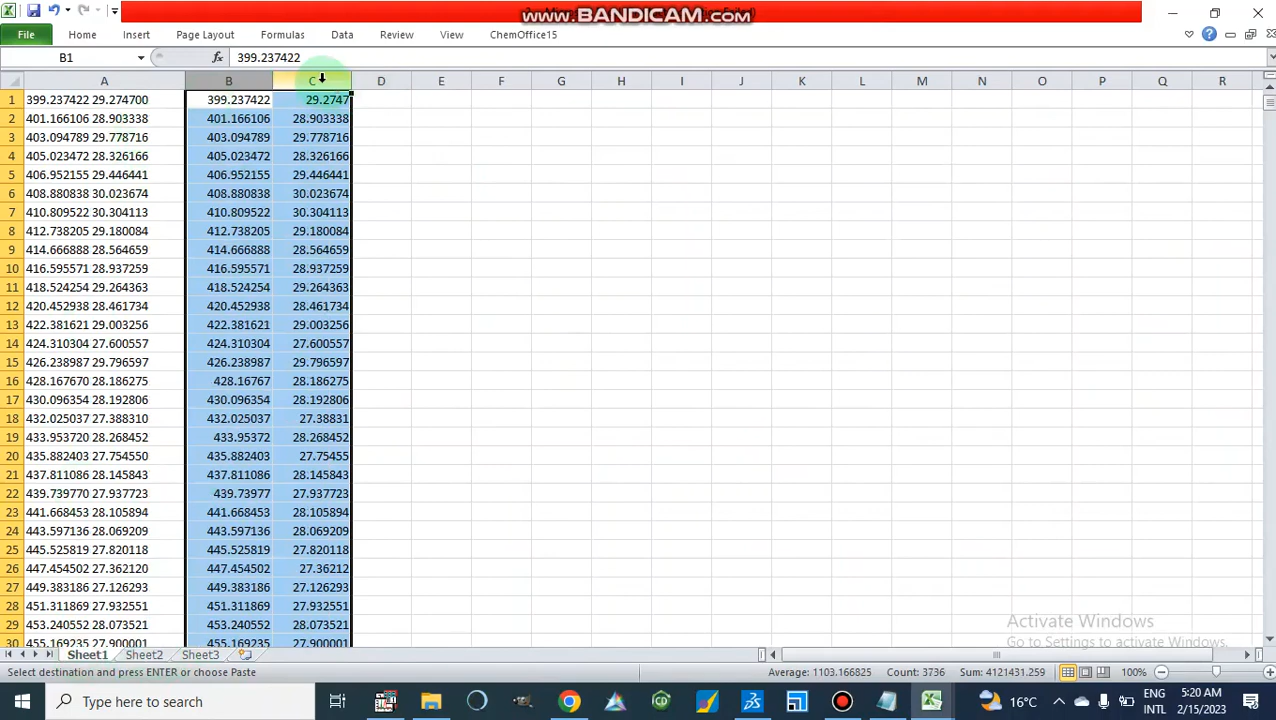 www.BANDICAM.com
File Home Insert Page Layout Formulas Data Review View ChemOffice15
B1 fx 399.237422
A B C D E F G H I J K L M N O P Q R
1 399.237422 29.274700 399.237422 29.2747
2 401.166106 28.903338 401.166106 28.903338
3 403.094789 29.778716 403.094789 29.778716
4 405.023472 28.326166 405.023472 28.326166
5 406.952155 29.446441 406.952155 29.446441
6 408.880838 30.023674 408.880838 30.023674
7 410.809522 30.304113 410.809522 30.304113
8 412.738205 29.180084 412.738205 29.180084
9 414.666888 28.564659 414.666888 28.564659
10 416.595571 28.937259 416.595571 28.937259
11 418.524254 29.264363 418.524254 29.264363
12 420.452938 28.461734 420.452938 28.461734
13 422.381621 29.003256 422.381621 29.003256
14 424.310304 27.600557 424.310304 27.600557
15 426.238987 29.796597 426.238987 29.796597
16 428.167670 28.186275 428.16767 28.186275
17 430.096354 28.192806 430.096354 28.192806
18 432.025037 27.388310 432.025037 27.38831
19 433.953720 28.268452 433.95372 28.268452
20 435.882403 27.754550 435.882403 27.75455
21 437.811086 28.145843 437.811086 28.145843
22 439.739770 27.937723 439.73977 27.937723
23 441.668453 28.105894 441.668453 28.105894
24 443.597136 28.069209 443.597136 28.069209
25 445.525819 27.820118 445.525819 27.820118
26 447.454502 27.362120 447.454502 27.36212
27 449.383186 27.126293 449.383186 27.126293
28 451.311869 27.932551 451.311869 27.932551
29 453.240552 28.073521 453.240552 28.073521
30 455.169235 27.900001 455.169235 27.900001
Activate Windows
Go to Settings to activate Windows.
Sheet1 Sheet2 Sheet3
Select destination and press ENTER or choose Paste Average: 1103.166825 Count: 3736 Sum: 4121431.259 100%
Type here to search 16°C ENG 5:20 AM
INTL 2/15/2023